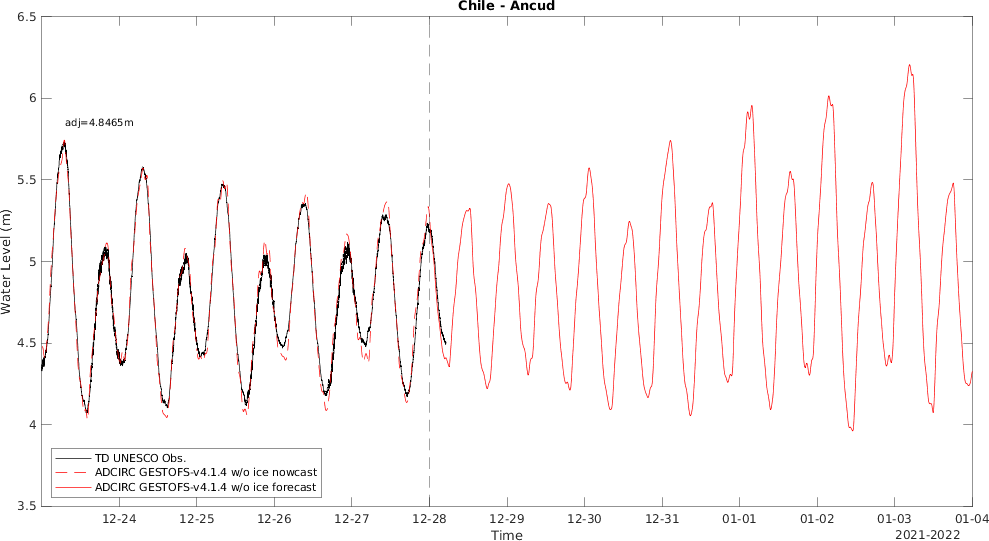 Chile - Ancud
6.5
6
5.5
5
4.5
4
3.5
Water Level (m)
adj=4.8465m
TD UNESCO Obs.
ADCIRC GESTOFS-v4.1.4 w/o ice nowcast
ADCIRC GESTOFS-v4.1.4 w/o ice forecast
12-24 12-25 12-26 12-27 12-28 12-29 12-30 12-31 01-01 01-02 01-03 01-04
Time
2021-2022